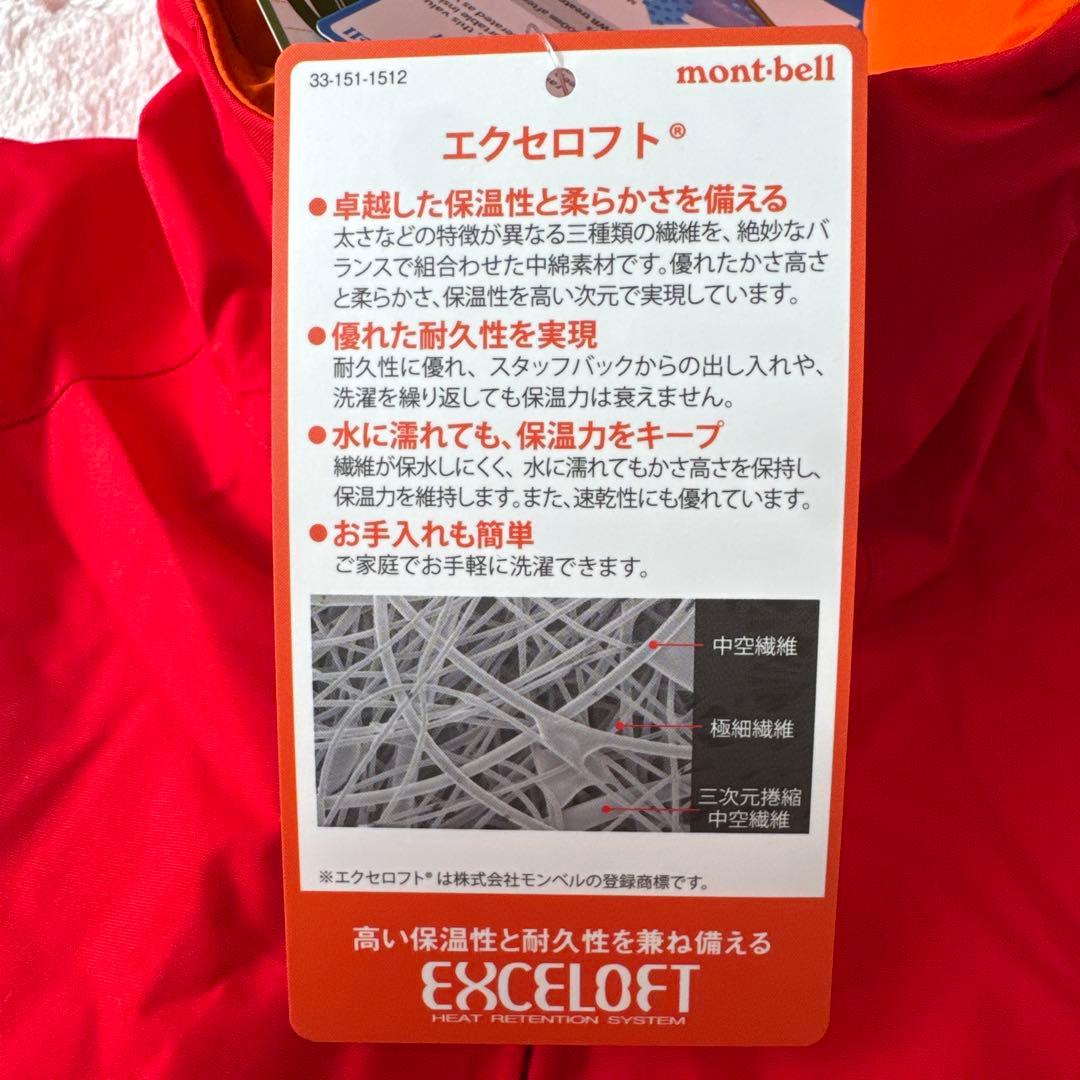 33-151-1512
mont·bell
エクセロフト®
●卓越した保温性と柔らかさを備える
太さなどの特徴が異なる三種類の繊維を、絶妙なバ
ランスで組合わせた中綿素材です。優れたかさ高さ
と柔らかさ、保温性を高い次元で実現しています。
●優れた耐久性を実現
耐久性に優れ、スタッフバックからの出し入れや、
洗濯を繰り返しても保温力は衰えません。
●水に濡れても、保温力をキープ
繊維が保水しにくく、水に濡れてもかさ高さを保持し、
保温力を維持します。また、速乾性にも優れています。
●お手入れも簡単
ご家庭でお手軽に洗濯できます。
中空繊維
極細繊維
三次元捲縮
中空繊維
※エクセロフト®は株式会社モンベルの登録商標です。
高い保温性と耐久性を兼ね備える
EXCELOFT
HEAT RETENTION SYSTEM